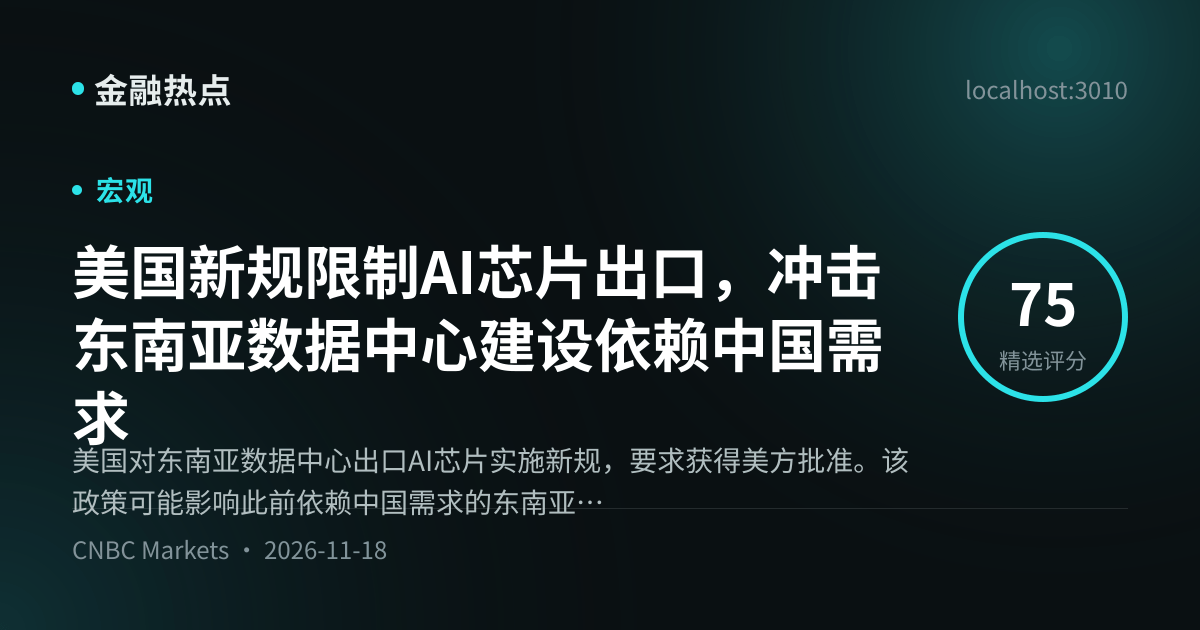 金融热点
localhost:3010
宏观
美国新规限制AI芯片出口，冲击
东南亚数据中心建设依赖中国需
求
75
精选评分
美国对东南亚数据中心出口AI芯片实施新规，要求获得美方批准。该
政策可能影响此前依赖中国需求的东南亚…
CNBC Markets • 2026-11-18